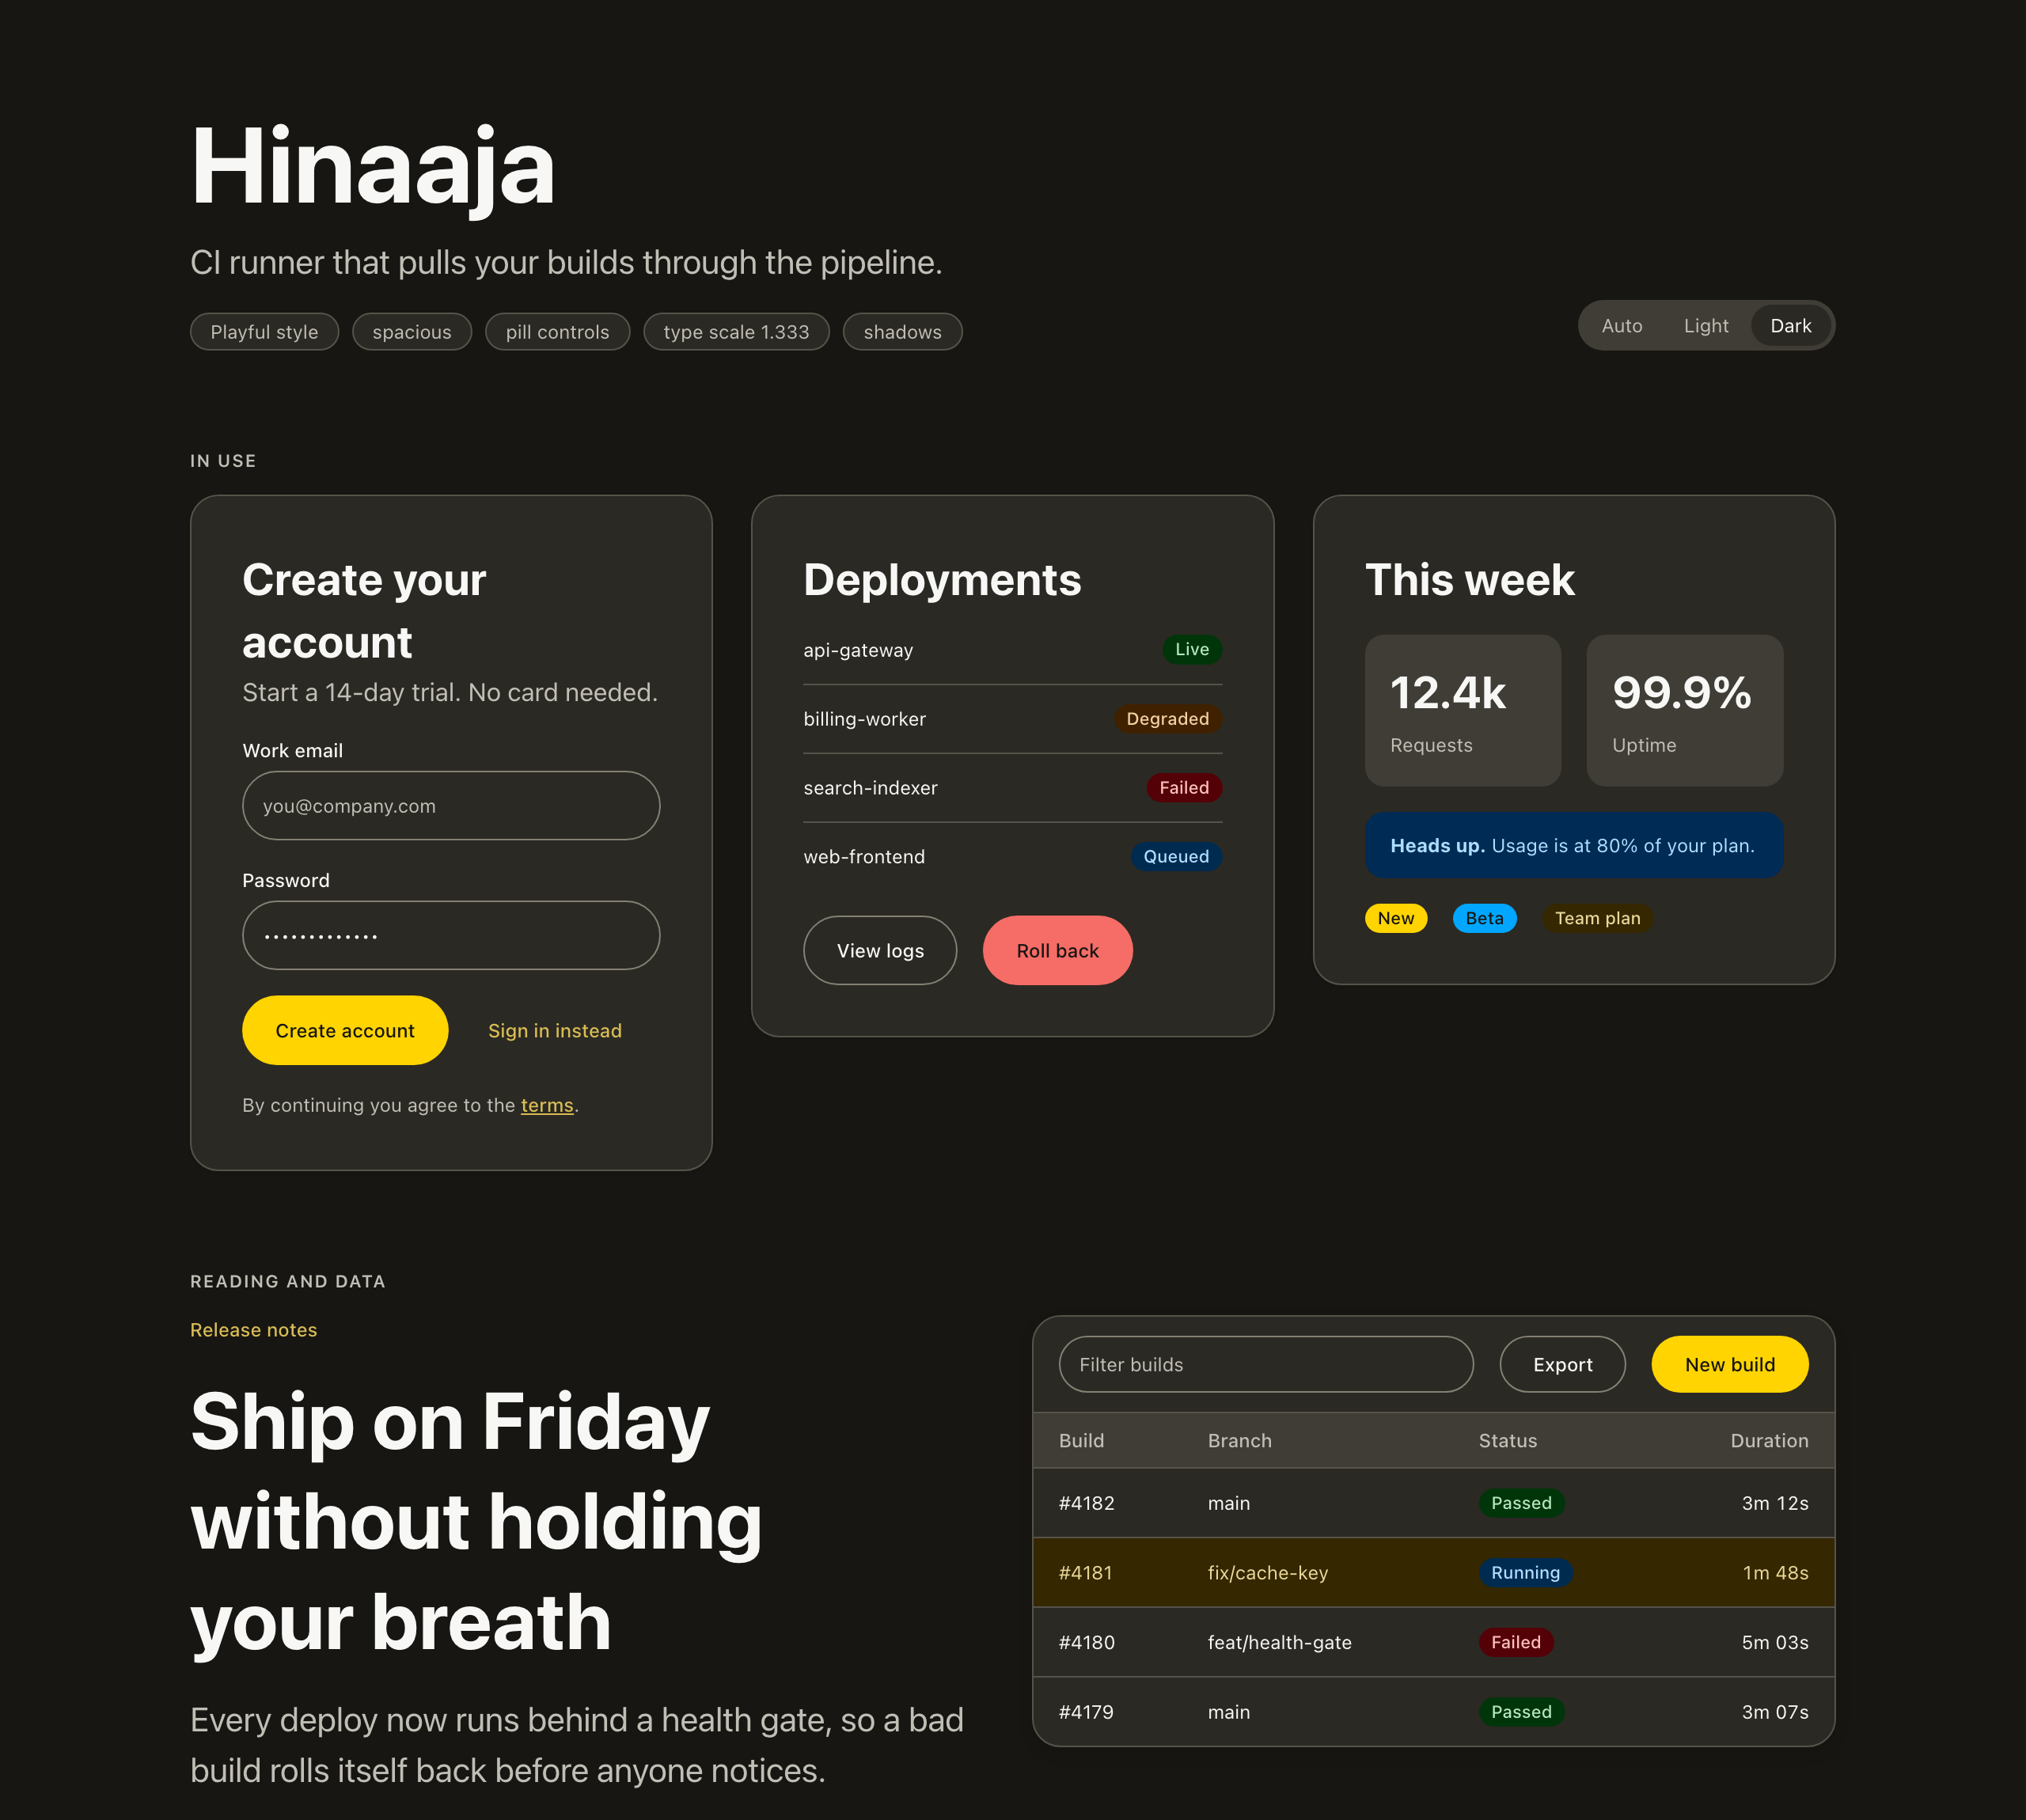 Hinaaja
CI runner that pulls your builds through the pipeline.
Playful style
spacious
pill controls
type scale 1.333
shadows
Auto
Light
Dark
IN USE
Create your
account
Start a 14-day trial. No card needed.
Work email
you@company.com
Password
•••••••••••••
Create account
Sign in instead
By continuing you agree to the terms.
Deployments
api-gateway
Live
billing-worker
Degraded
search-indexer
Failed
web-frontend
Queued
View logs
Roll back
This week
12.4k
Requests
99.9%
Uptime
Heads up. Usage is at 80% of your plan.
New
Beta
Team plan
READING AND DATA
Release notes
Ship on Friday
without holding
your breath
Every deploy now runs behind a health gate, so a bad
build rolls itself back before anyone notices.
Filter builds
Export
New build
Build Branch Status Duration
#4182 main Passed 3m 12s
#4181 fix/cache-key Running 1m 48s
#4180 feat/health-gate Failed 5m 03s
#4179 main Passed 3m 07s